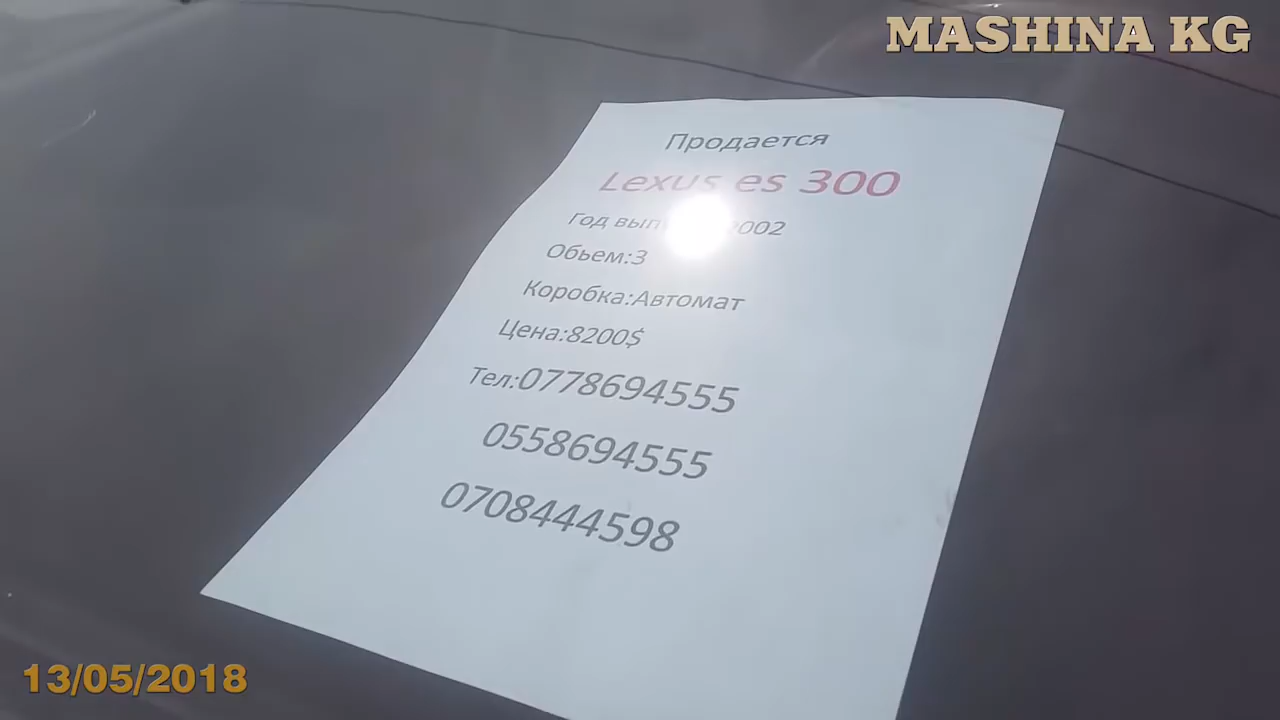 MASHINA KG
Продается
Lexus es 300
Год 2002
Обьем:3
Коробка:Автомат
Цена:8200$
Тел:0778694555
0558694555
0708444598
13/05/2018